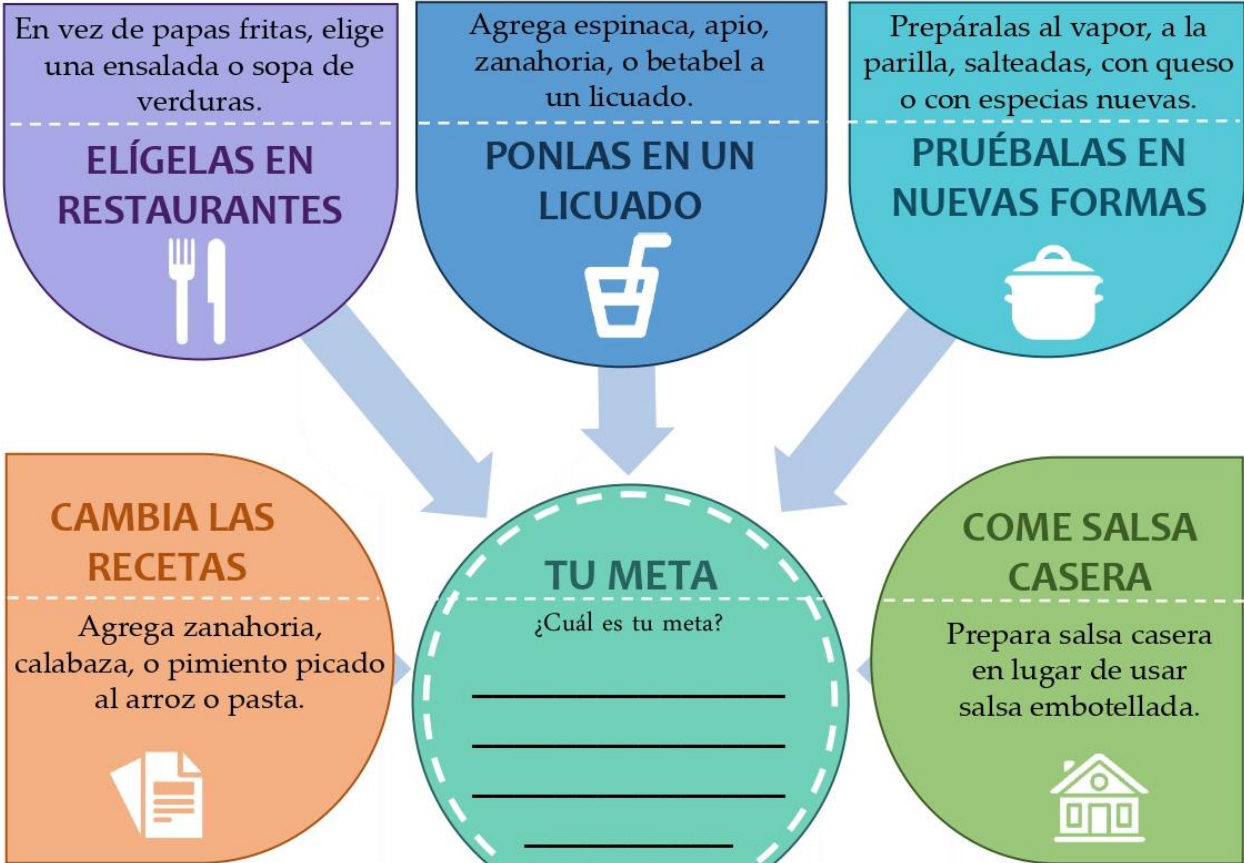 En vez de papas fritas, elige
una ensalada o sopa de
verduras.
ELÍGELAS EN
RESTAURANTES
Agrega espinaca, apio,
zanahoria, o betabel a
un licuado.
PONLAS EN UN
LICUADO
Prepáralas al vapor, a la
parilla, salteadas, con queso
o con especias nuevas.
PRUÉBALAS EN
NUEVAS FORMAS
CAMBIA LAS
RECETAS
Agrega zanahoria,
calabaza, o pimiento picado
al arroz o pasta.
TU META
¿Cuál es tu meta?
COME SALSA
CASERA
Prepara salsa casera
en lugar de usar
salsa embotellada.